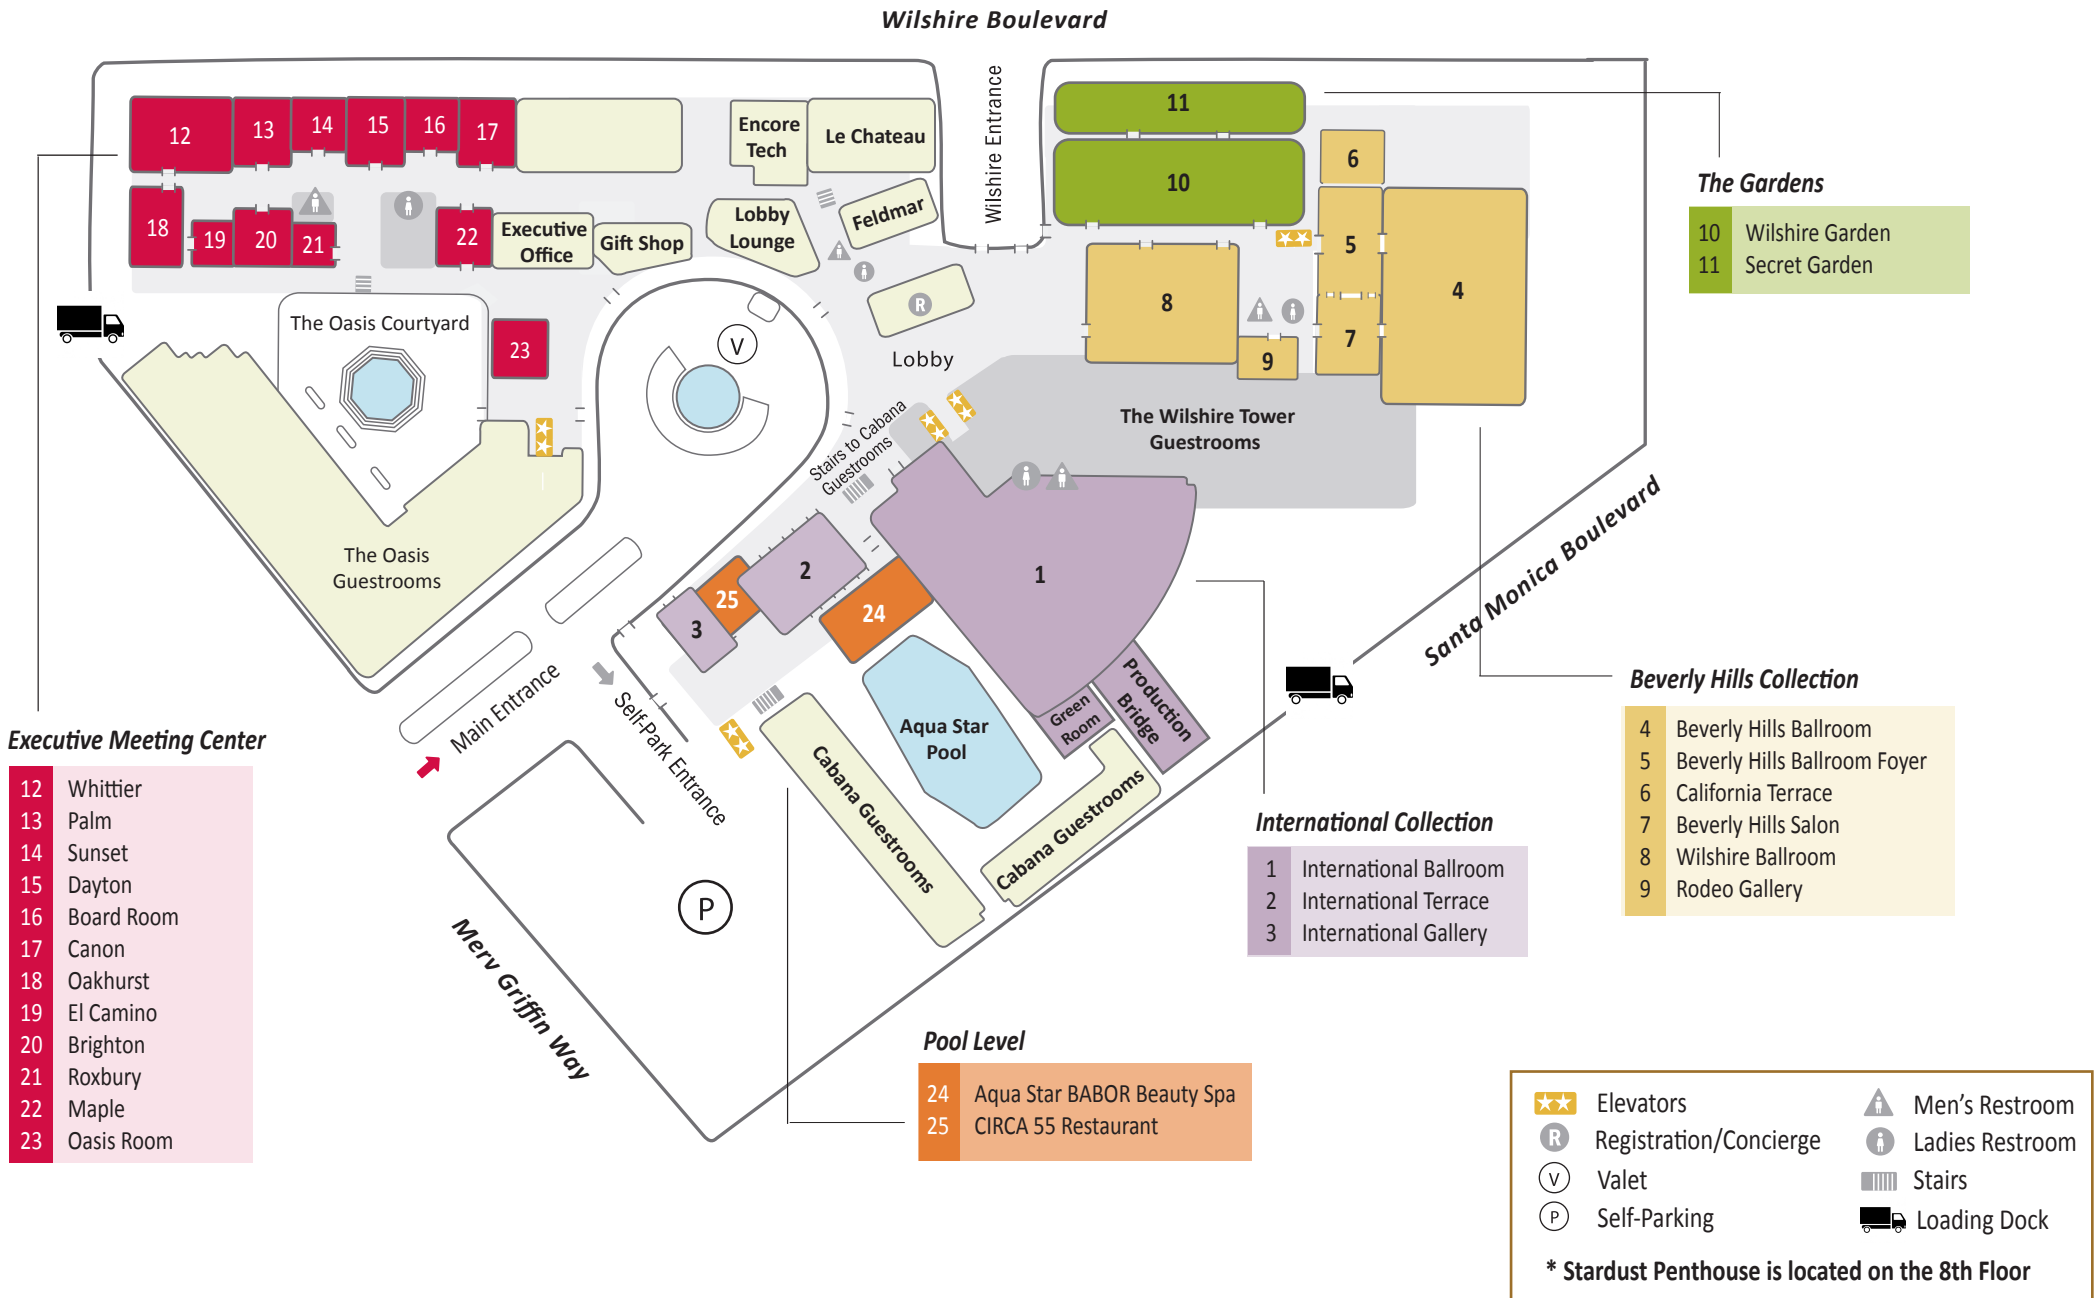 Wilshire Boulevard
Wilshire Entrance
12
13
14
15
16
17
18
19
20
21
22
23
Encore
Tech
Le Chateau
Feldmar
Lobby
Lounge
Executive
Office
Gift Shop
R
Lobby
V
The Oasis Courtyard
The Oasis
Guestrooms
11
10
6
5
4
8
7
9
The Wilshire Tower
Guestrooms
Stairs to Cabana
Guestrooms
1
2
25
3
24
Main Entrance
Self-Park Entrance
Aqua Star
Pool
Green
Room
Production
Bridge
Cabana Guestrooms
Cabana Guestrooms
P
Merv Griffin Way
Santa Monica Boulevard
The Gardens
10 Wilshire Garden
11 Secret Garden
Beverly Hills Collection
4 Beverly Hills Ballroom
5 Beverly Hills Ballroom Foyer
6 California Terrace
7 Beverly Hills Salon
8 Wilshire Ballroom
9 Rodeo Gallery
International Collection
1 International Ballroom
2 International Terrace
3 International Gallery
Executive Meeting Center
12 Whittier
13 Palm
14 Sunset
15 Dayton
16 Board Room
17 Canon
18 Oakhurst
19 El Camino
20 Brighton
21 Roxbury
22 Maple
23 Oasis Room
Pool Level
24 Aqua Star BABOR Beauty Spa
25 CIRCA 55 Restaurant
Elevators
R Registration/Concierge
V Valet
P Self-Parking
Men's Restroom
Ladies Restroom
Stairs
Loading Dock
* Stardust Penthouse is located on the 8th Floor